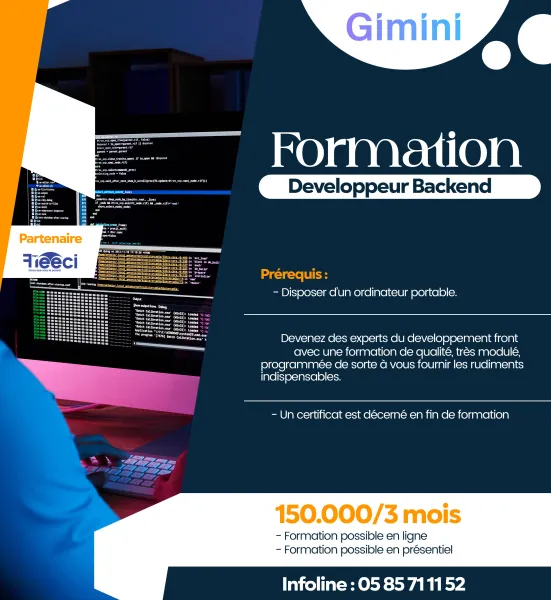 Gimini
Formation
Developpeur Backend
Partenaire
Fieeci
Prérequis :
- Disposer d'un ordinateur portable.
Devenez des experts du developpement front
avec une formation de qualité, très modulé,
programmée de sorte à vous fournir les rudiments
indispensables.
- Un certificat est décerné en fin de formation
150.000/3 mois
- Formation possible en ligne
- Formation possible en présentiel
Infoline : 05 85 71 11 52